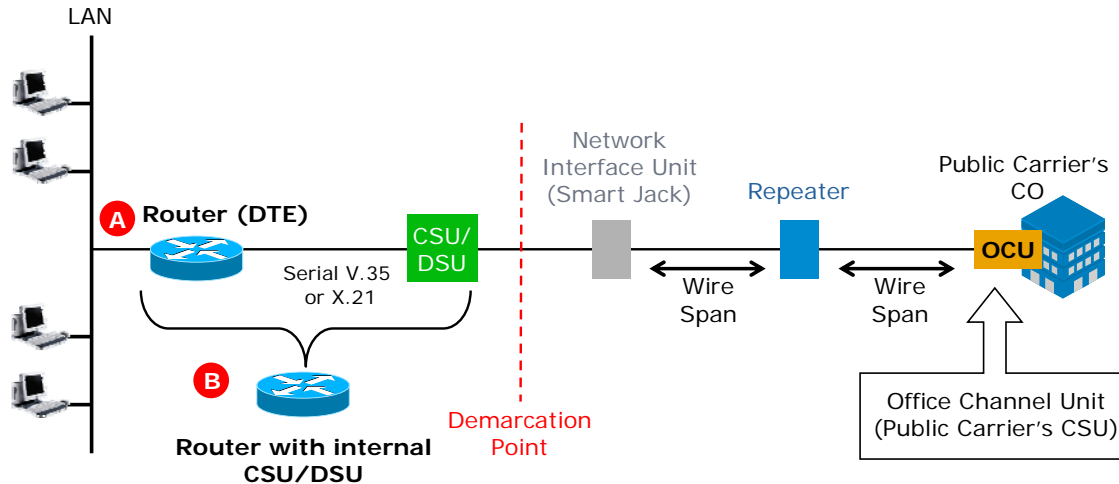 LAN
Network
Interface Unit
(Smart Jack)
Repeater
Public Carrier's
CO
A
Router (DTE)
CSU/
DSU
OCU
Serial V.35
or X.21
Wire
Span
Wire
Span
B
Router with internal
CSU/DSU
Demarcation
Point
Office Channel Unit
(Public Carrier's CSU)